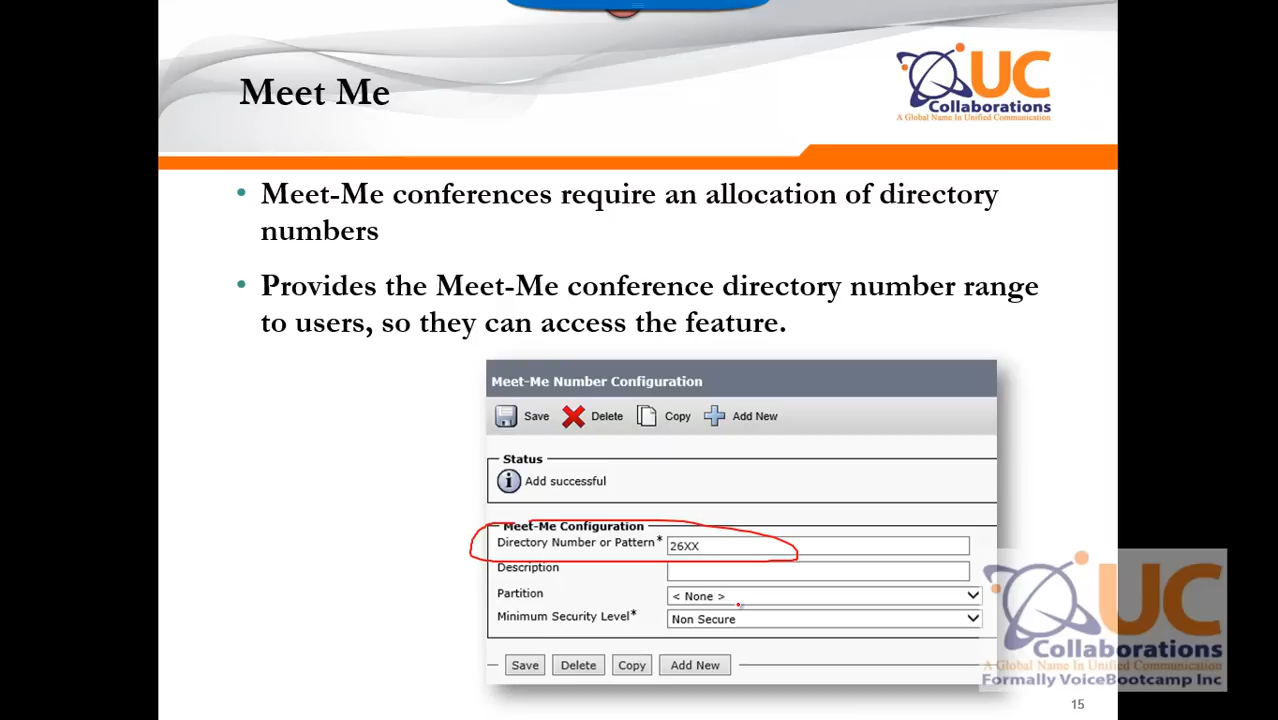 Meet Me
UC
Collaborations
A Global Name In Unified Communication
• Meet-Me conferences require an allocation of directory
numbers
• Provides the Meet-Me conference directory number range
to users, so they can access the feature.
Meet-Me Number Configuration
Save Delete Copy Add New
Status
Add successful
Meet-Me Configuration
Directory Number or Pattern* 26XX
Description
Partition < None >
Minimum Security Level* Non Secure
Save Delete Copy Add New
UC
Collaborations
A Global Name In Unified Communication
Formally VoiceBootcamp Inc
15